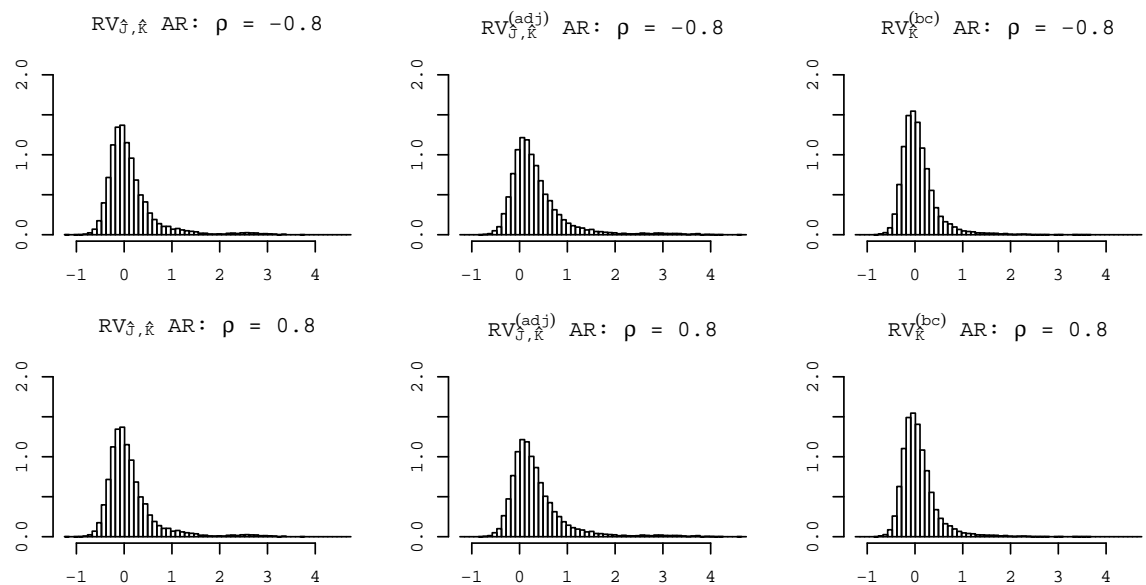 RV_{Ĵ,K̂} AR: ρ = −0.8
RV^{(adj)}_{Ĵ,K̂} AR: ρ = −0.8
RV^{(bc)}_{K̂} AR: ρ = −0.8
2.0
1.0
0.0
−1 0 1 2 3 4
2.0
1.0
0.0
−1 0 1 2 3 4
2.0
1.0
0.0
−1 0 1 2 3 4
RV_{Ĵ,K̂} AR: ρ = 0.8
RV^{(adj)}_{Ĵ,K̂} AR: ρ = 0.8
RV^{(bc)}_{K̂} AR: ρ = 0.8
2.0
1.0
0.0
−1 0 1 2 3 4
2.0
1.0
0.0
−1 0 1 2 3 4
2.0
1.0
0.0
−1 0 1 2 3 4